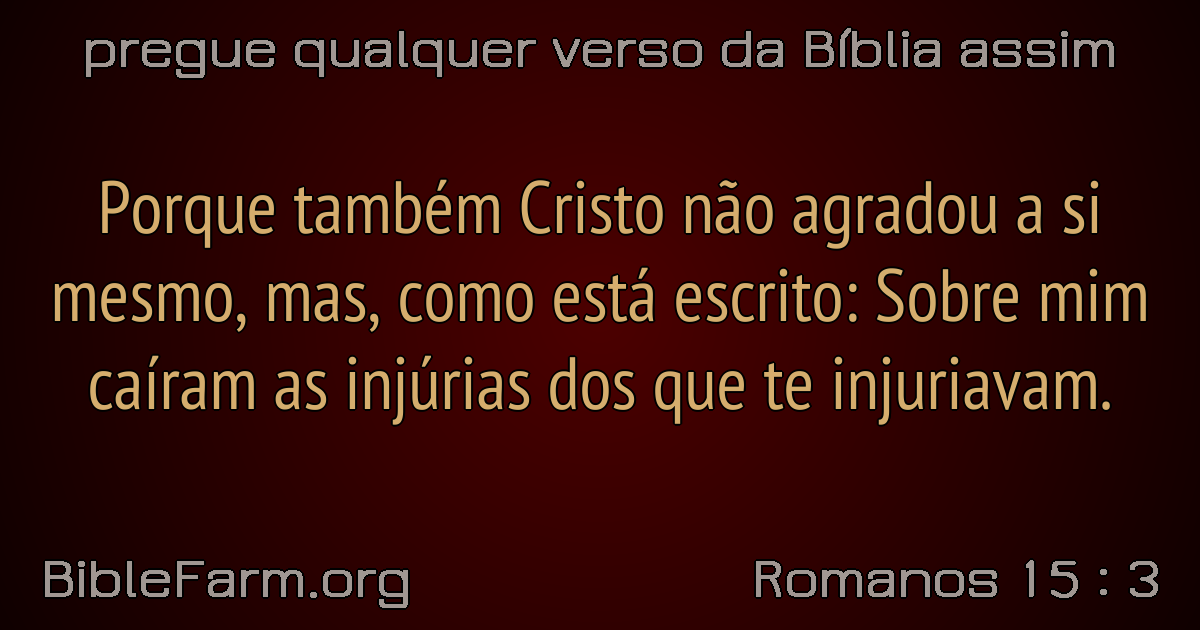 pregue qualquer verso da Bíblia assim
Porque também Cristo não agradou a si
mesmo, mas, como está escrito: Sobre mim
caíram as injúrias dos que te injuriavam.
BibleFarm.org
Romanos 15 : 3